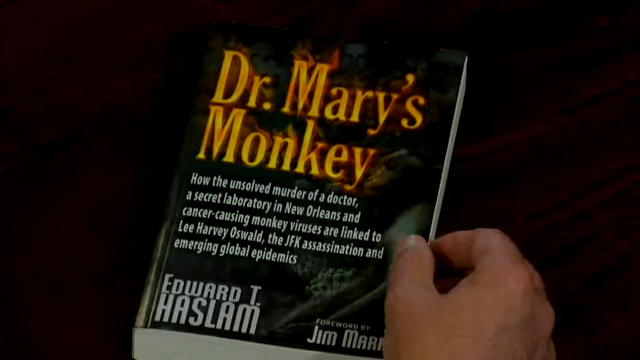 Dr. Mary's
Monkey
How the unsolved murder of a doctor,
a secret laboratory in New Orleans and
cancer-causing monkey viruses are linked to
Lee Harvey Oswald, the JFK assassination and
emerging global epidemics
EDWARD T.
HASLAM
FOREWORD BY
JIM